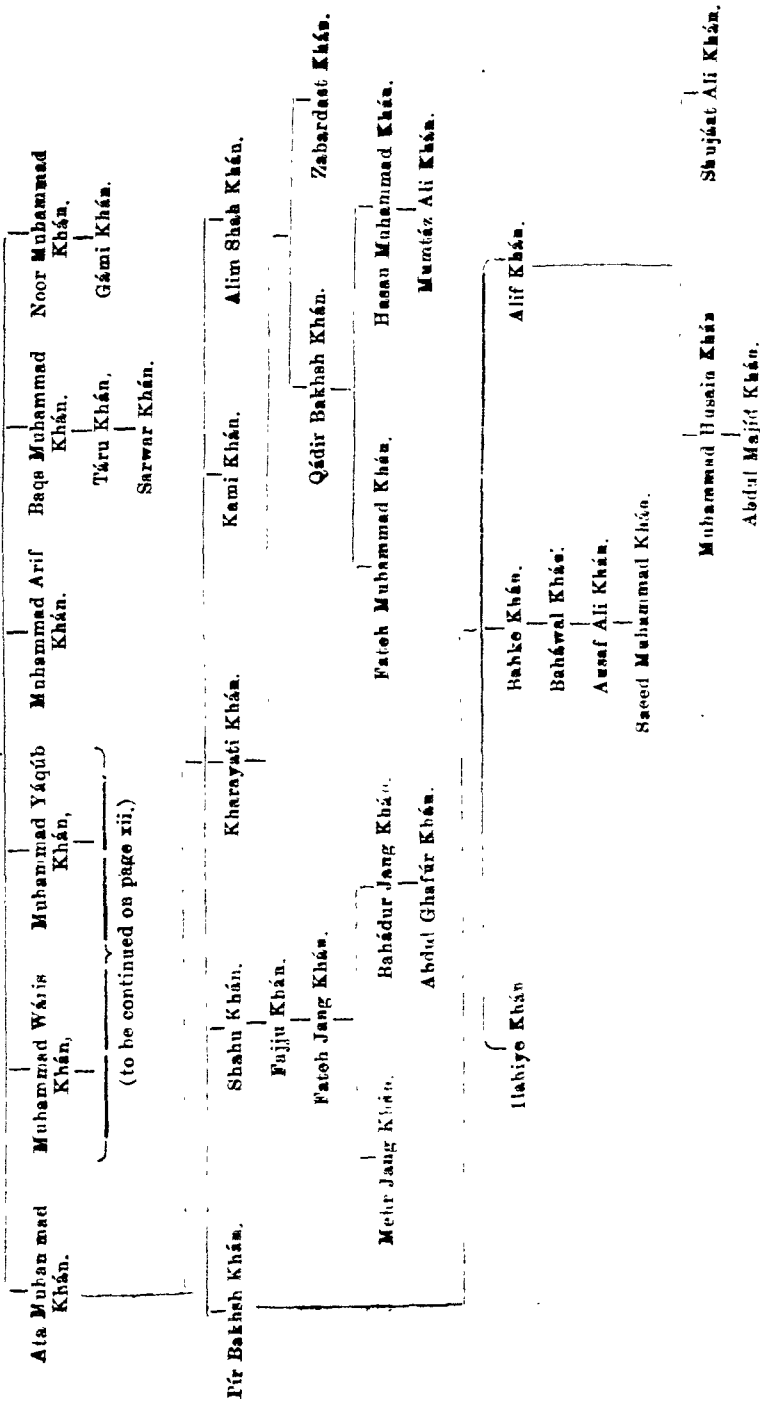 Ata Muhammad
Khán.
Muhammad Wáris
Khán,
Muhammad Yáqúb
Khán,
Muhammad Arif
Khán.
Baqa Muhammad
Khán.
Noor Muhammad
Khán.
(to be continued on page xii.)
Táru Khán,
Sarwar Khán.
Gámi Khán.
Pír Bakhsh Khán.
Shahu Khán.
Kharayati Khán.
Kami Khán.
Alim Shah Khán.
Fajju Khán.
Fateh Jang Khán.
Qádir Bakhsh Khán.
Zabardast Khán.
Mehr Jang Khán.
Bahádur Jang Khán.
Fateh Muhammad Khán.
Hasan Muhammad Khán.
Abdul Ghafúr Khán.
Mumtáz Ali Khán.
Ilahiye Khán
Bahke Khán.
Alif Khán.
Baháwal Khán.
Ausaf Ali Khán.
Saeed Muhammad Khán.
Muhammad Husain Khán
Shujáat Ali Khán.
Abdul Majíd Khán.